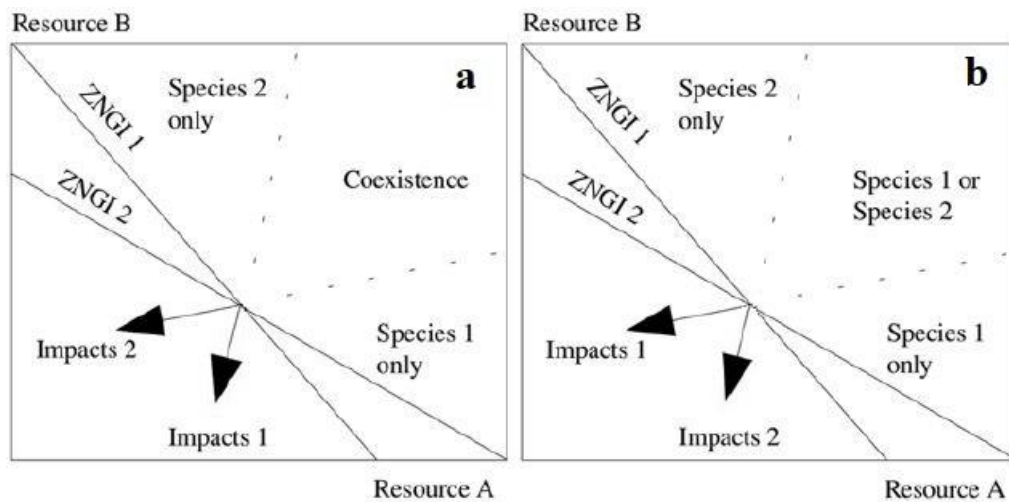 Resource B
a
ZNGI 1
Species 2
only
ZNGI 2
Coexistence
Impacts 2
Species 1
only
Impacts 1
Resource A
Resource B
b
ZNGI 1
Species 2
only
ZNGI 2
Species 1 or
Species 2
Impacts 1
Species 1
only
Impacts 2
Resource A